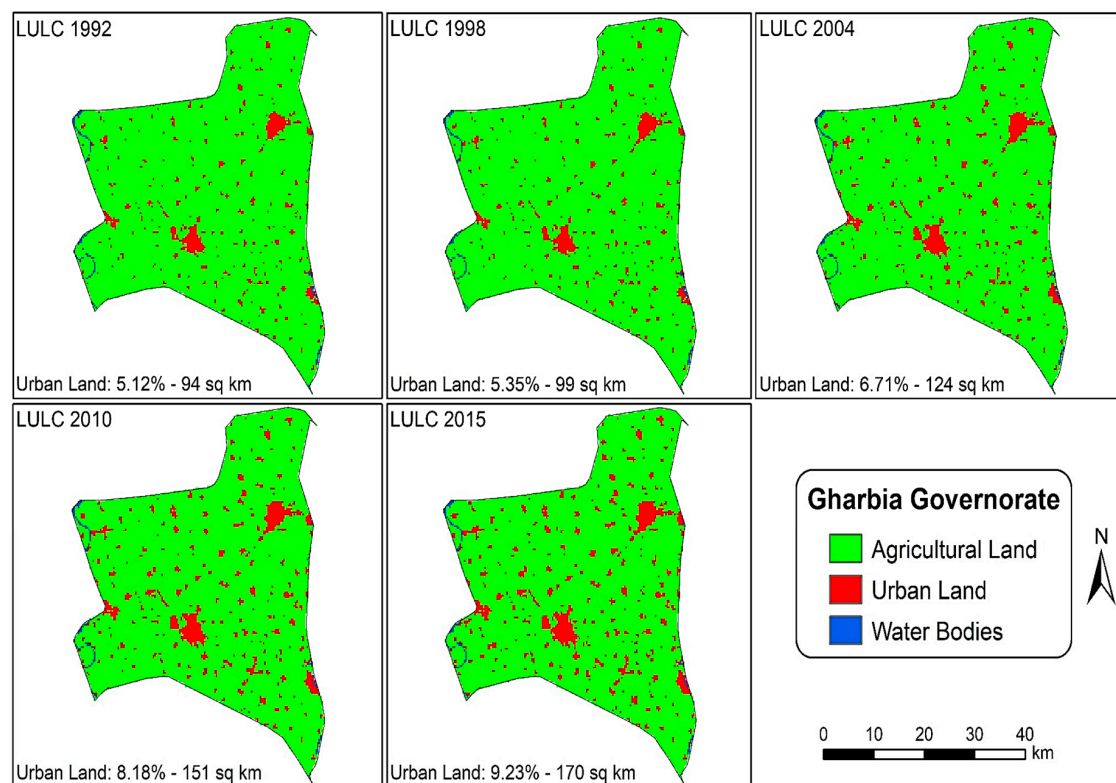 LULC 1992
LULC 1998
LULC 2004
Urban Land: 5.12% - 94 sq km
Urban Land: 5.35% - 99 sq km
Urban Land: 6.71% - 124 sq km
LULC 2010
LULC 2015
Urban Land: 8.18% - 151 sq km
Urban Land: 9.23% - 170 sq km
Gharbia Governorate
Agricultural Land
Urban Land
Water Bodies
N
0 10 20 30 40
km